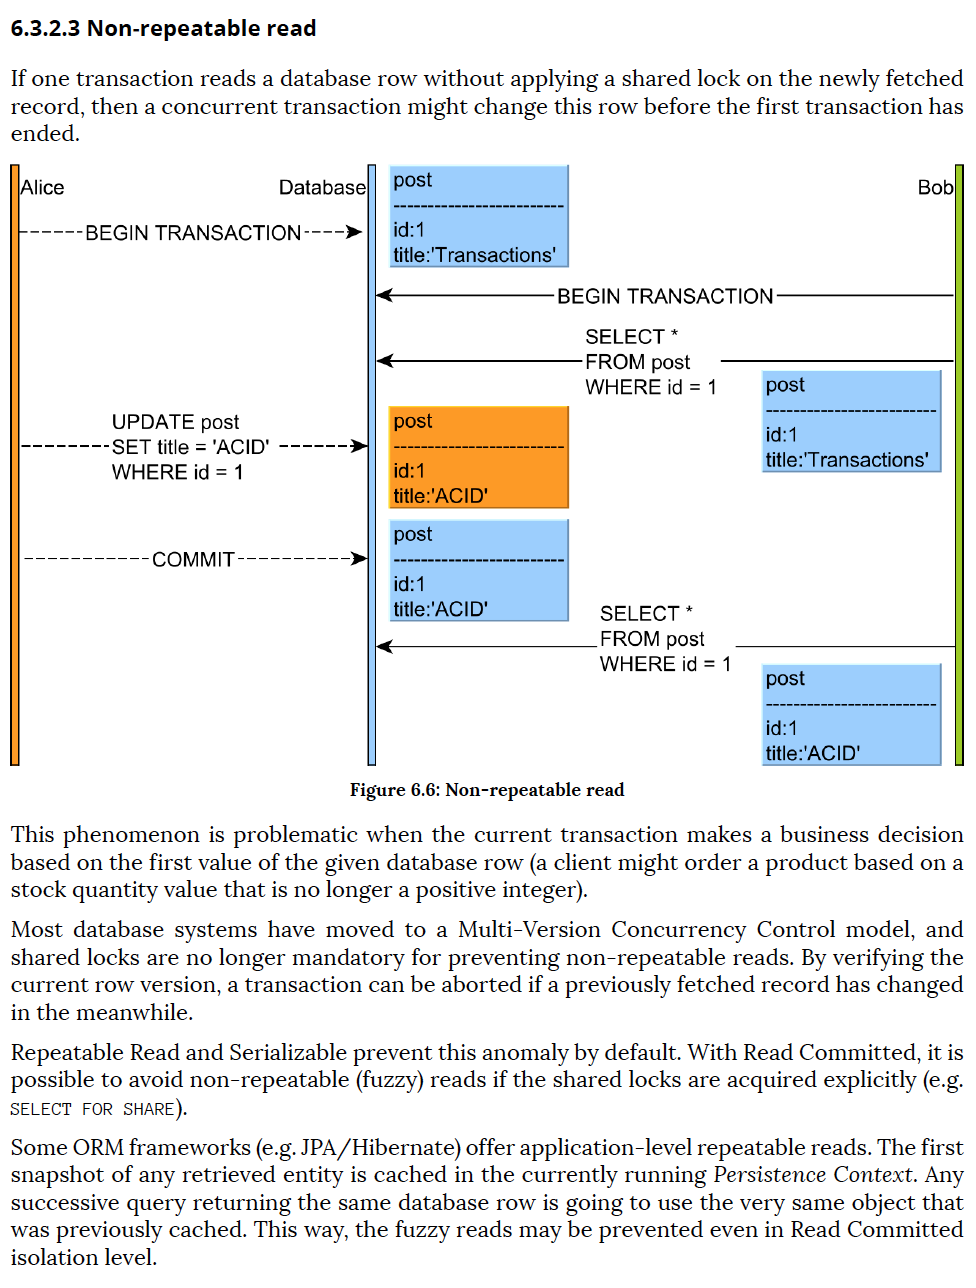 6.3.2.3 Non-repeatable read
If one transaction reads a database row without applying a shared lock on the newly fetched
record, then a concurrent transaction might change this row before the first transaction has
ended.
Alice
Database
post
Bob
BEGIN TRANSACTION
id:1
title:'Transactions'
BEGIN TRANSACTION
SELECT *
FROM post
WHERE id = 1
post
id:1
title:'Transactions'
UPDATE post
SET title = 'ACID'
WHERE id = 1
post
id:1
title:'ACID'
COMMIT
post
id:1
title:'ACID'
SELECT *
FROM post
WHERE id = 1
post
id:1
title:'ACID'
Figure 6.6: Non-repeatable read
This phenomenon is problematic when the current transaction makes a business decision
based on the first value of the given database row (a client might order a product based on a
stock quantity value that is no longer a positive integer).
Most database systems have moved to a Multi-Version Concurrency Control model, and
shared locks are no longer mandatory for preventing non-repeatable reads. By verifying the
current row version, a transaction can be aborted if a previously fetched record has changed
in the meanwhile.
Repeatable Read and Serializable prevent this anomaly by default. With Read Committed, it is
possible to avoid non-repeatable (fuzzy) reads if the shared locks are acquired explicitly (e.g.
SELECT FOR SHARE).
Some ORM frameworks (e.g. JPA/Hibernate) offer application-level repeatable reads. The first
snapshot of any retrieved entity is cached in the currently running Persistence Context. Any
successive query returning the same database row is going to use the very same object that
was previously cached. This way, the fuzzy reads may be prevented even in Read Committed
isolation level.